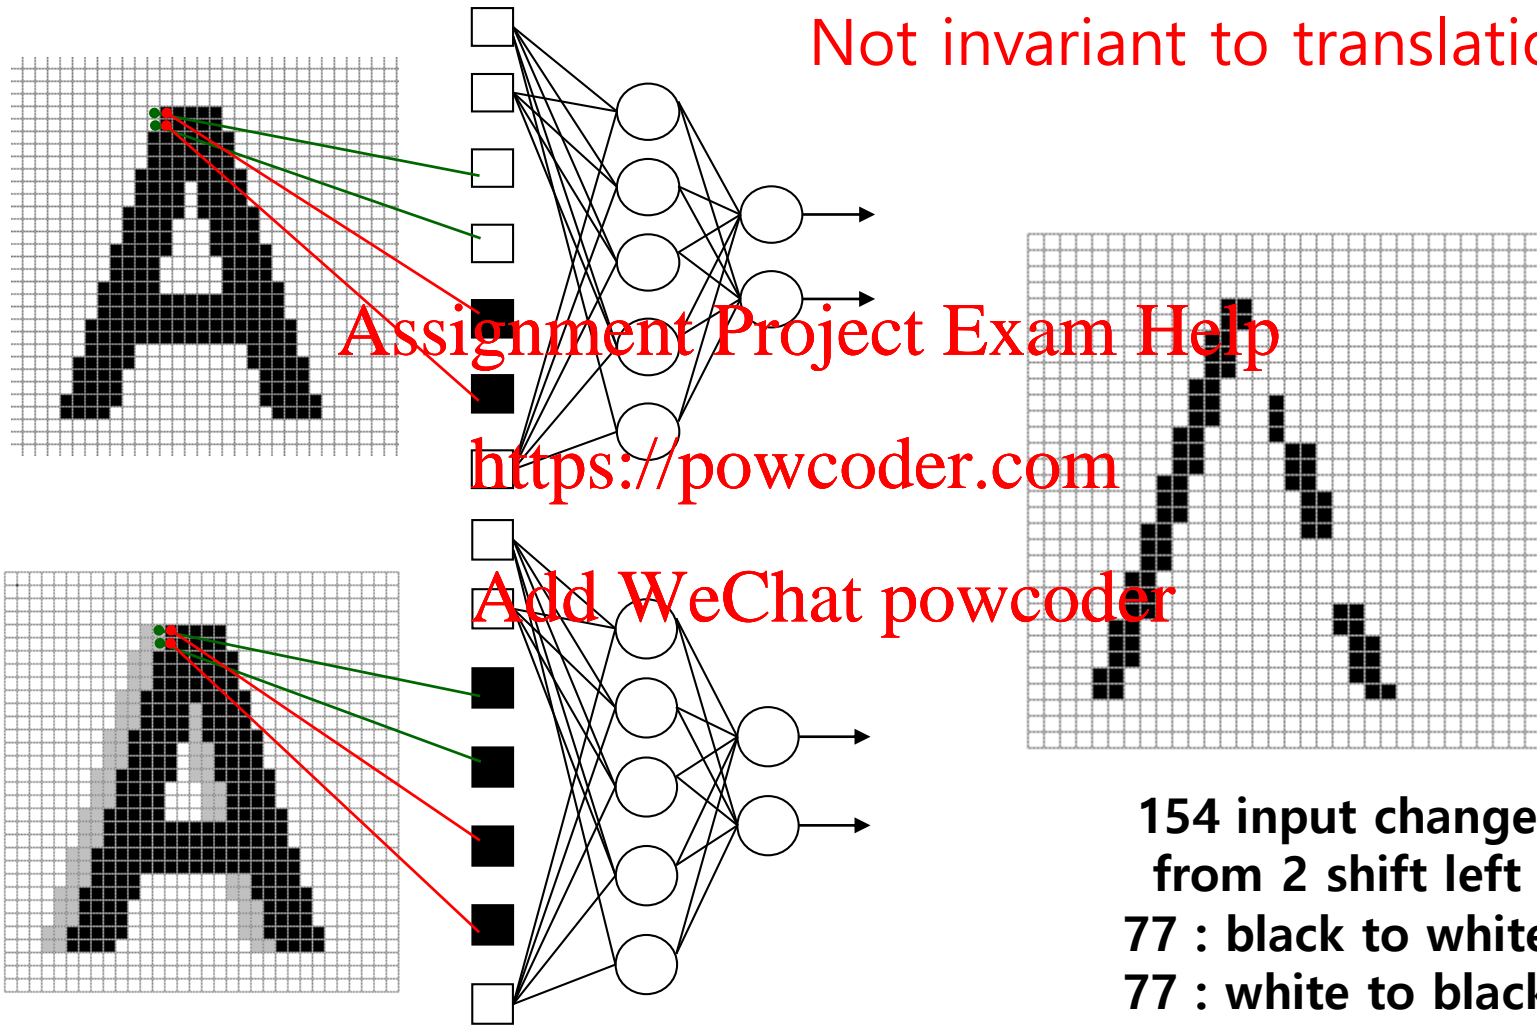 Not invariant to translatio
Assignment Project Exam Help
https://powcoder.com
Add WeChat powcoder
154 input change
from 2 shift left
77 : black to white
77 : white to black